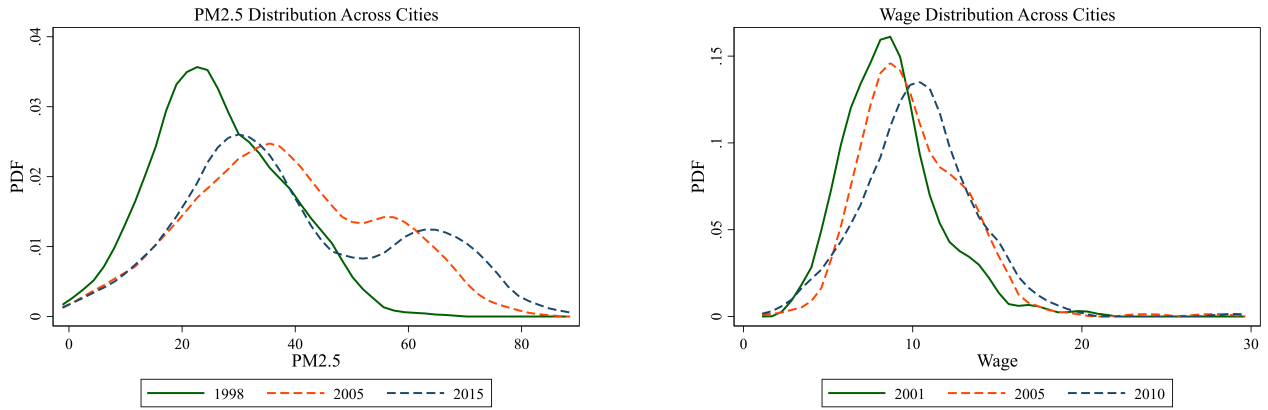 PM2.5 Distribution Across Cities
PDF
.04
.03
.02
.01
0
0 20 40 60 80
PM2.5
1998 2005 2015
Wage Distribution Across Cities
PDF
.15
.1
.05
0
0 10 20 30
Wage
2001 2005 2010